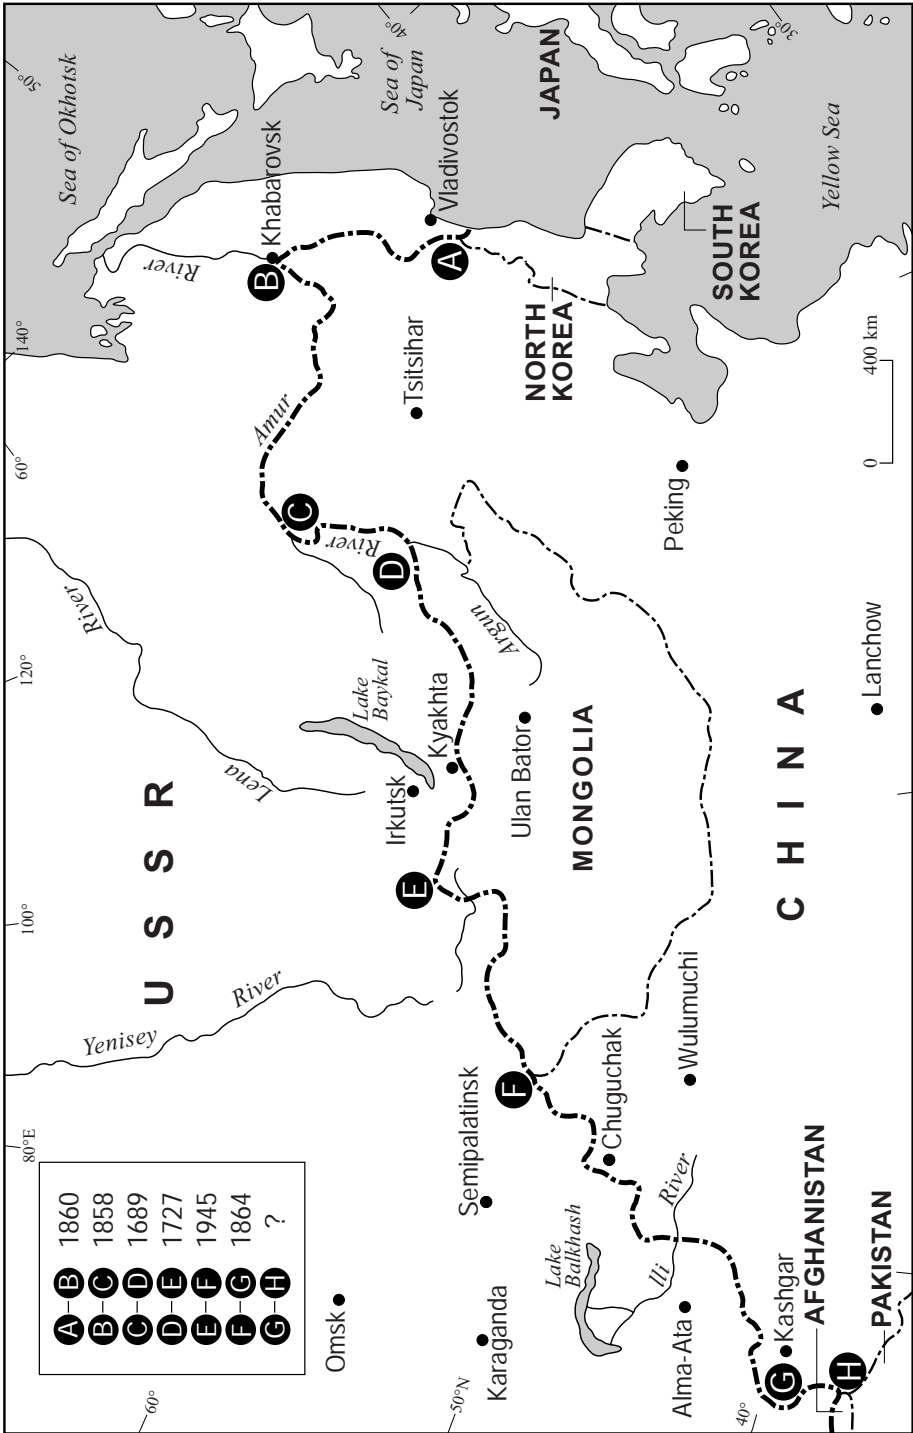 A–B 1860
B–C 1858
C–D 1689
D–E 1727
E–F 1945
F–G 1864
G–H ?
60°
50°N
40°
80°E
100°
120°
60°
140°
50°
40°
30°
USSR
Yenisey
River
Lena
River
Omsk
Karaganda
Semipalatinsk
Lake
Balkhash
Ili
River
Alma-Ata
Chuguchak
Wulumuchi
Kashgar
AFGHANISTAN
PAKISTAN
Irkutsk
Kyakhta
Lake
Baykal
Ulan Bator
MONGOLIA
CHINA
Argun
River
Amur
River
Tsitsihar
Khabarovsk
Vladivostok
Sea of Okhotsk
Sea of
Japan
JAPAN
NORTH
KOREA
SOUTH
KOREA
Yellow Sea
Peking
Lanchow
0 400 km
A
B
C
D
E
F
G
H